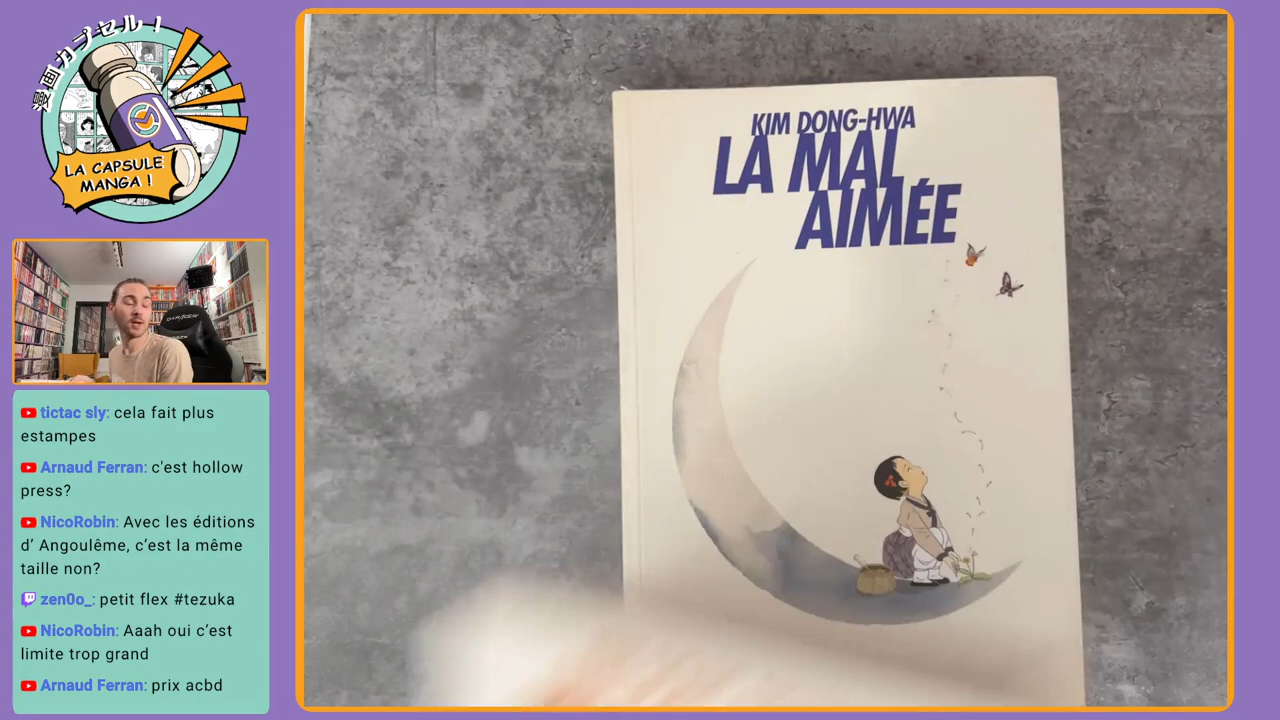 漫画カプセル!
LA CAPSULE
MANGA !
KIM DONG-HWA
LA MAL
AIMÉE
tictac sly: cela fait plus
estampes
Arnaud Ferran: c'est hollow
press?
NicoRobin: Avec les éditions
d’ Angoulême, c’est la même
taille non?
zen0o_: petit flex #tezuka
NicoRobin: Aaah oui c’est
limite trop grand
Arnaud Ferran: prix acbd